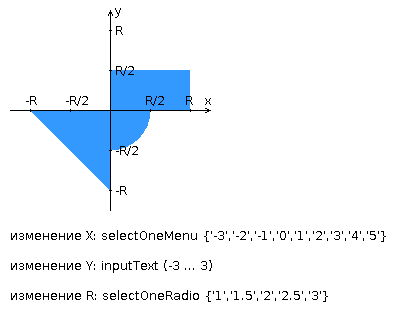 y
R
R/2
-R -R/2 R/2 R x
-R/2
-R
изменение X: selectOneMenu {'-3','-2','-1','0','1','2','3','4','5'}
изменение Y: inputText (-3 ... 3)
изменение R: selectOneRadio {'1','1.5','2','2.5','3'}